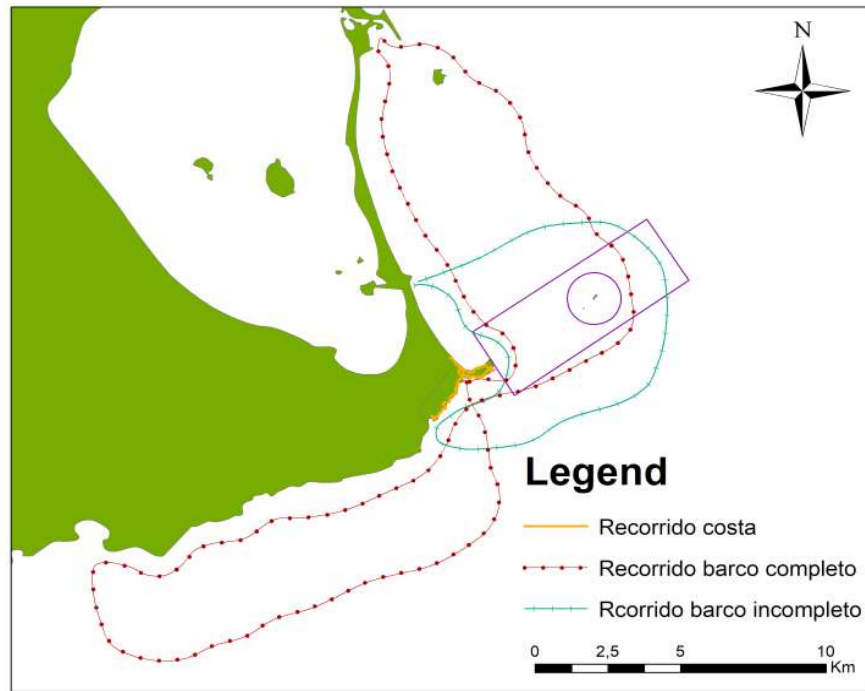 N
Legend
Recorrido costa
Recorrido barco completo
Rcorrido barco incompleto
0 2,5 5 10
Km